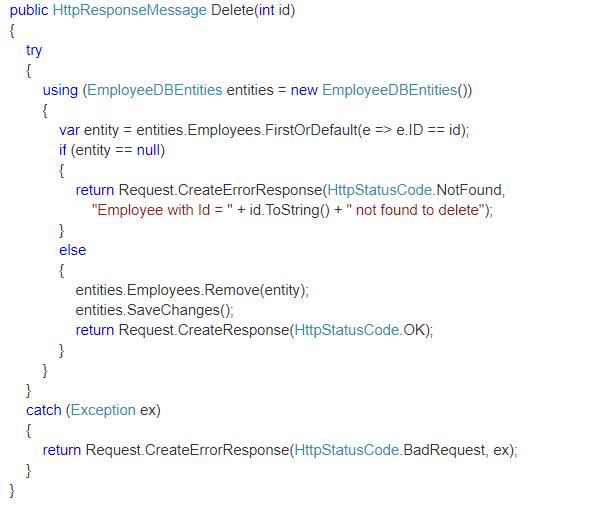 public HttpResponseMessage Delete(int id)
{
try
{
using (EmployeeDBEntities entities = new EmployeeDBEntities())
{
var entity = entities.Employees.FirstOrDefault(e => e.ID == id);
if (entity == null)
{
return Request.CreateErrorResponse(HttpStatusCode.NotFound,
"Employee with Id = " + id.ToString() + " not found to delete");
}
else
{
entities.Employees.Remove(entity);
entities.SaveChanges();
return Request.CreateResponse(HttpStatusCode.OK);
}
}
}
catch (Exception ex)
{
return Request.CreateErrorResponse(HttpStatusCode.BadRequest, ex);
}
}